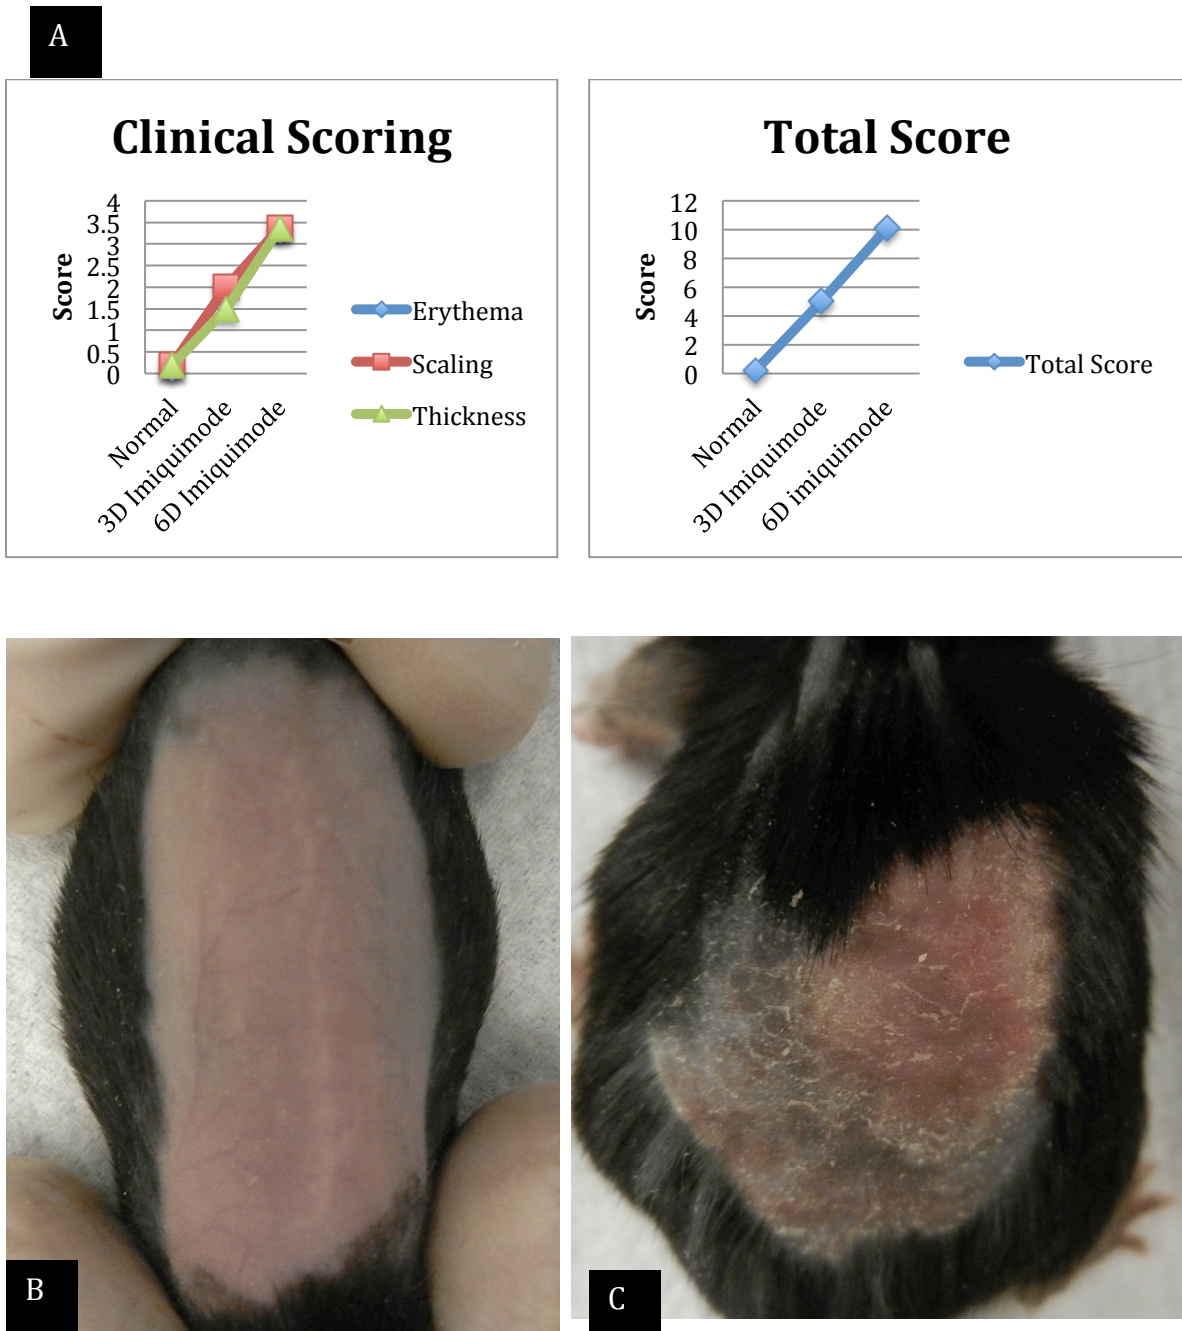 A
Clinical Scoring
4
3.5
3
2.5
2
1.5
1
0.5
0
Score
Normal
3D Imiquimode
6D Imiquimode
Erythema
Scaling
Thickness
Total Score
12
10
8
6
4
2
0
Score
Normal
3D Imiquimode
6D imiquimode
Total Score
B
C